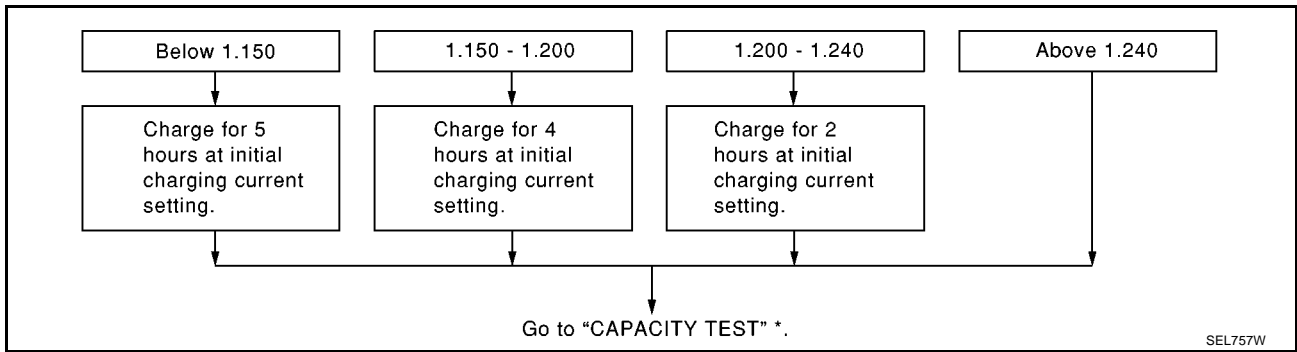 Below 1.150
1.150 - 1.200
1.200 - 1.240
Above 1.240
Charge for 5
hours at initial
charging current
setting.
Charge for 4
hours at initial
charging current
setting.
Charge for 2
hours at initial
charging current
setting.
Go to “CAPACITY TEST” *.
SEL757W